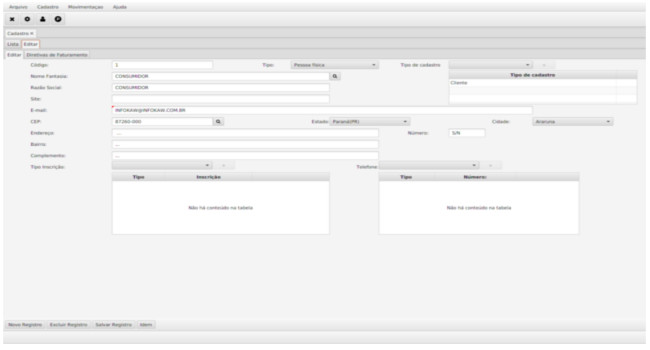 Arquivo Cadastro Movimentaçao Ajuda
Cadastro ×
Lista Editar
Editar Diretivas de Faturamento
Código: 1 Tipo: Pessoa física Tipo de cadastro
Nome Fantasia: CONSUMIDOR Tipo de cadastro
Razão Social: CONSUMIDOR Cliente
Site:
E-mail: INFOKAW@INFOKAW.COM.BR
CEP: 87260-000 Estado: Paraná(PR) Cidade: Araruna
Endereço: ... Número: S/N
Bairro: ...
Complemento: ...
Tipo Inscrição: Telefone:
Tipo Inscrição Tipo Número:
Não há conteúdo na tabela Não há conteúdo na tabela
Novo Registro Excluir Registro Salvar Registro Idem